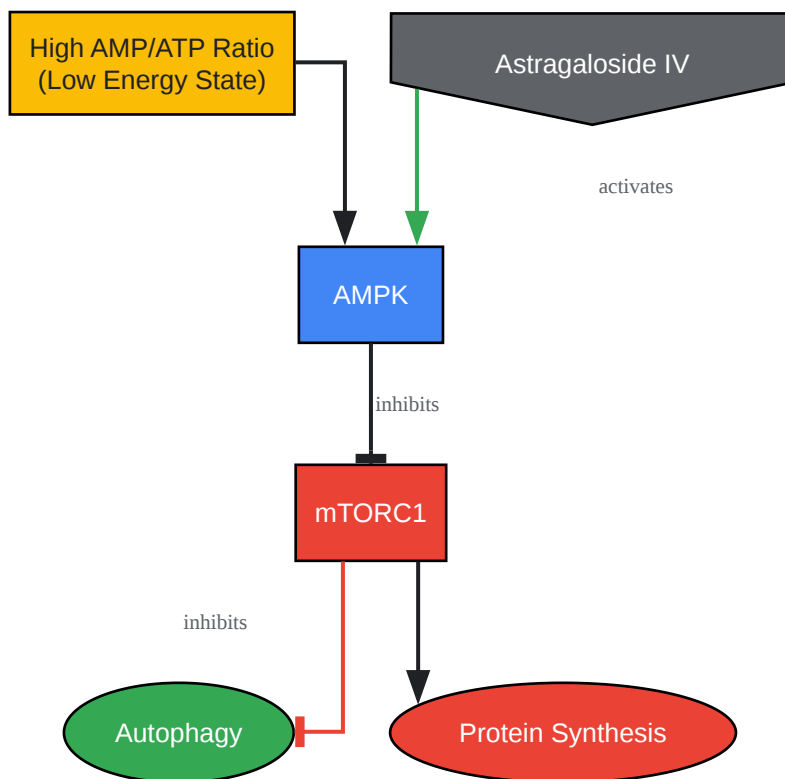 High AMP/ATP Ratio
(Low Energy State)
Astragaloside IV
activates
AMPK
inhibits
mTORC1
inhibits
Autophagy
Protein Synthesis